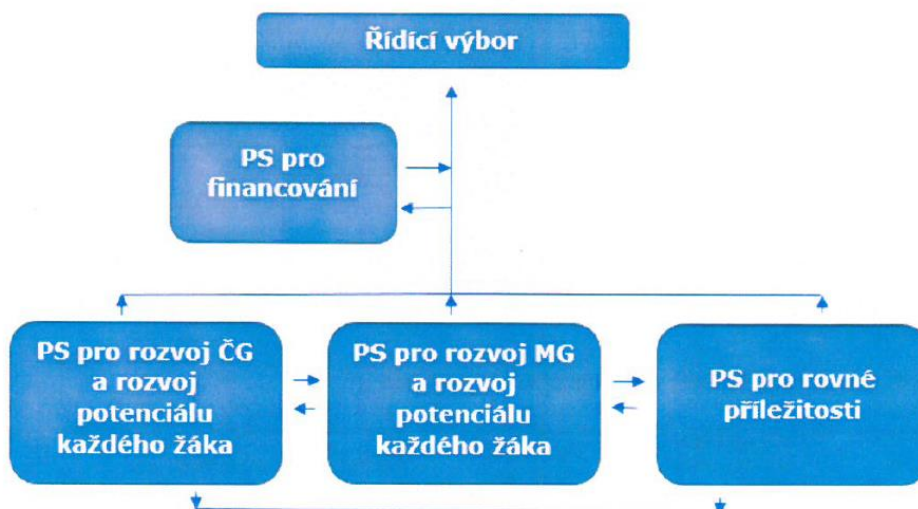 Řídící výbor
PS pro
financování
PS pro rozvoj ČG
a rozvoj
potenciálu
každého žáka
PS pro rozvoj MG
a rozvoj
potenciálu
každého žáka
PS pro rovné
příležitosti